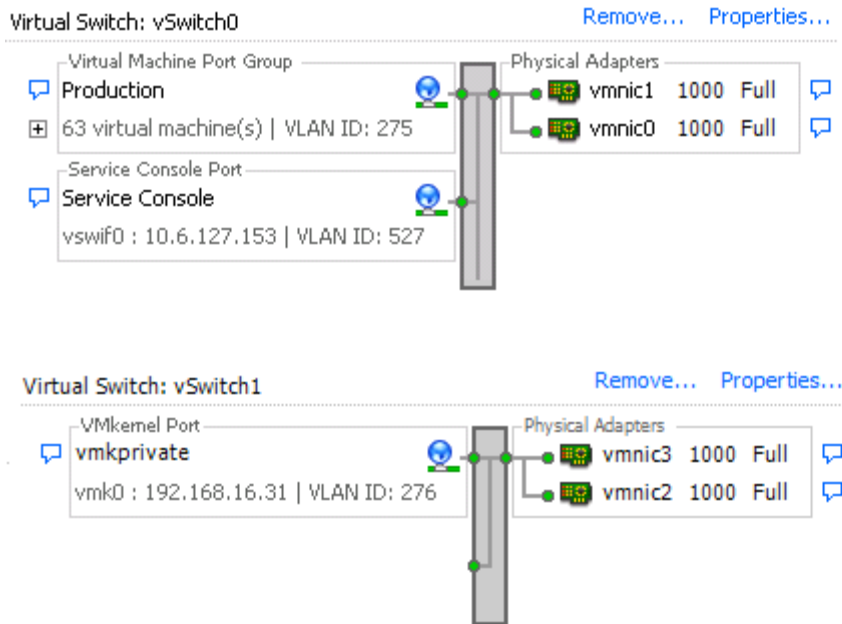 Virtual Switch: vSwitch0 Remove... Properties...
Virtual Machine Port Group Physical Adapters
Production vmnic1 1000 Full
63 virtual machine(s) | VLAN ID: 275 vmnic0 1000 Full
Service Console Port
Service Console
vswif0 : 10.6.127.153 | VLAN ID: 527
Virtual Switch: vSwitch1 Remove... Properties...
VMkernel Port Physical Adapters
vmkprivate vmnic3 1000 Full
vmk0 : 192.168.16.31 | VLAN ID: 276 vmnic2 1000 Full